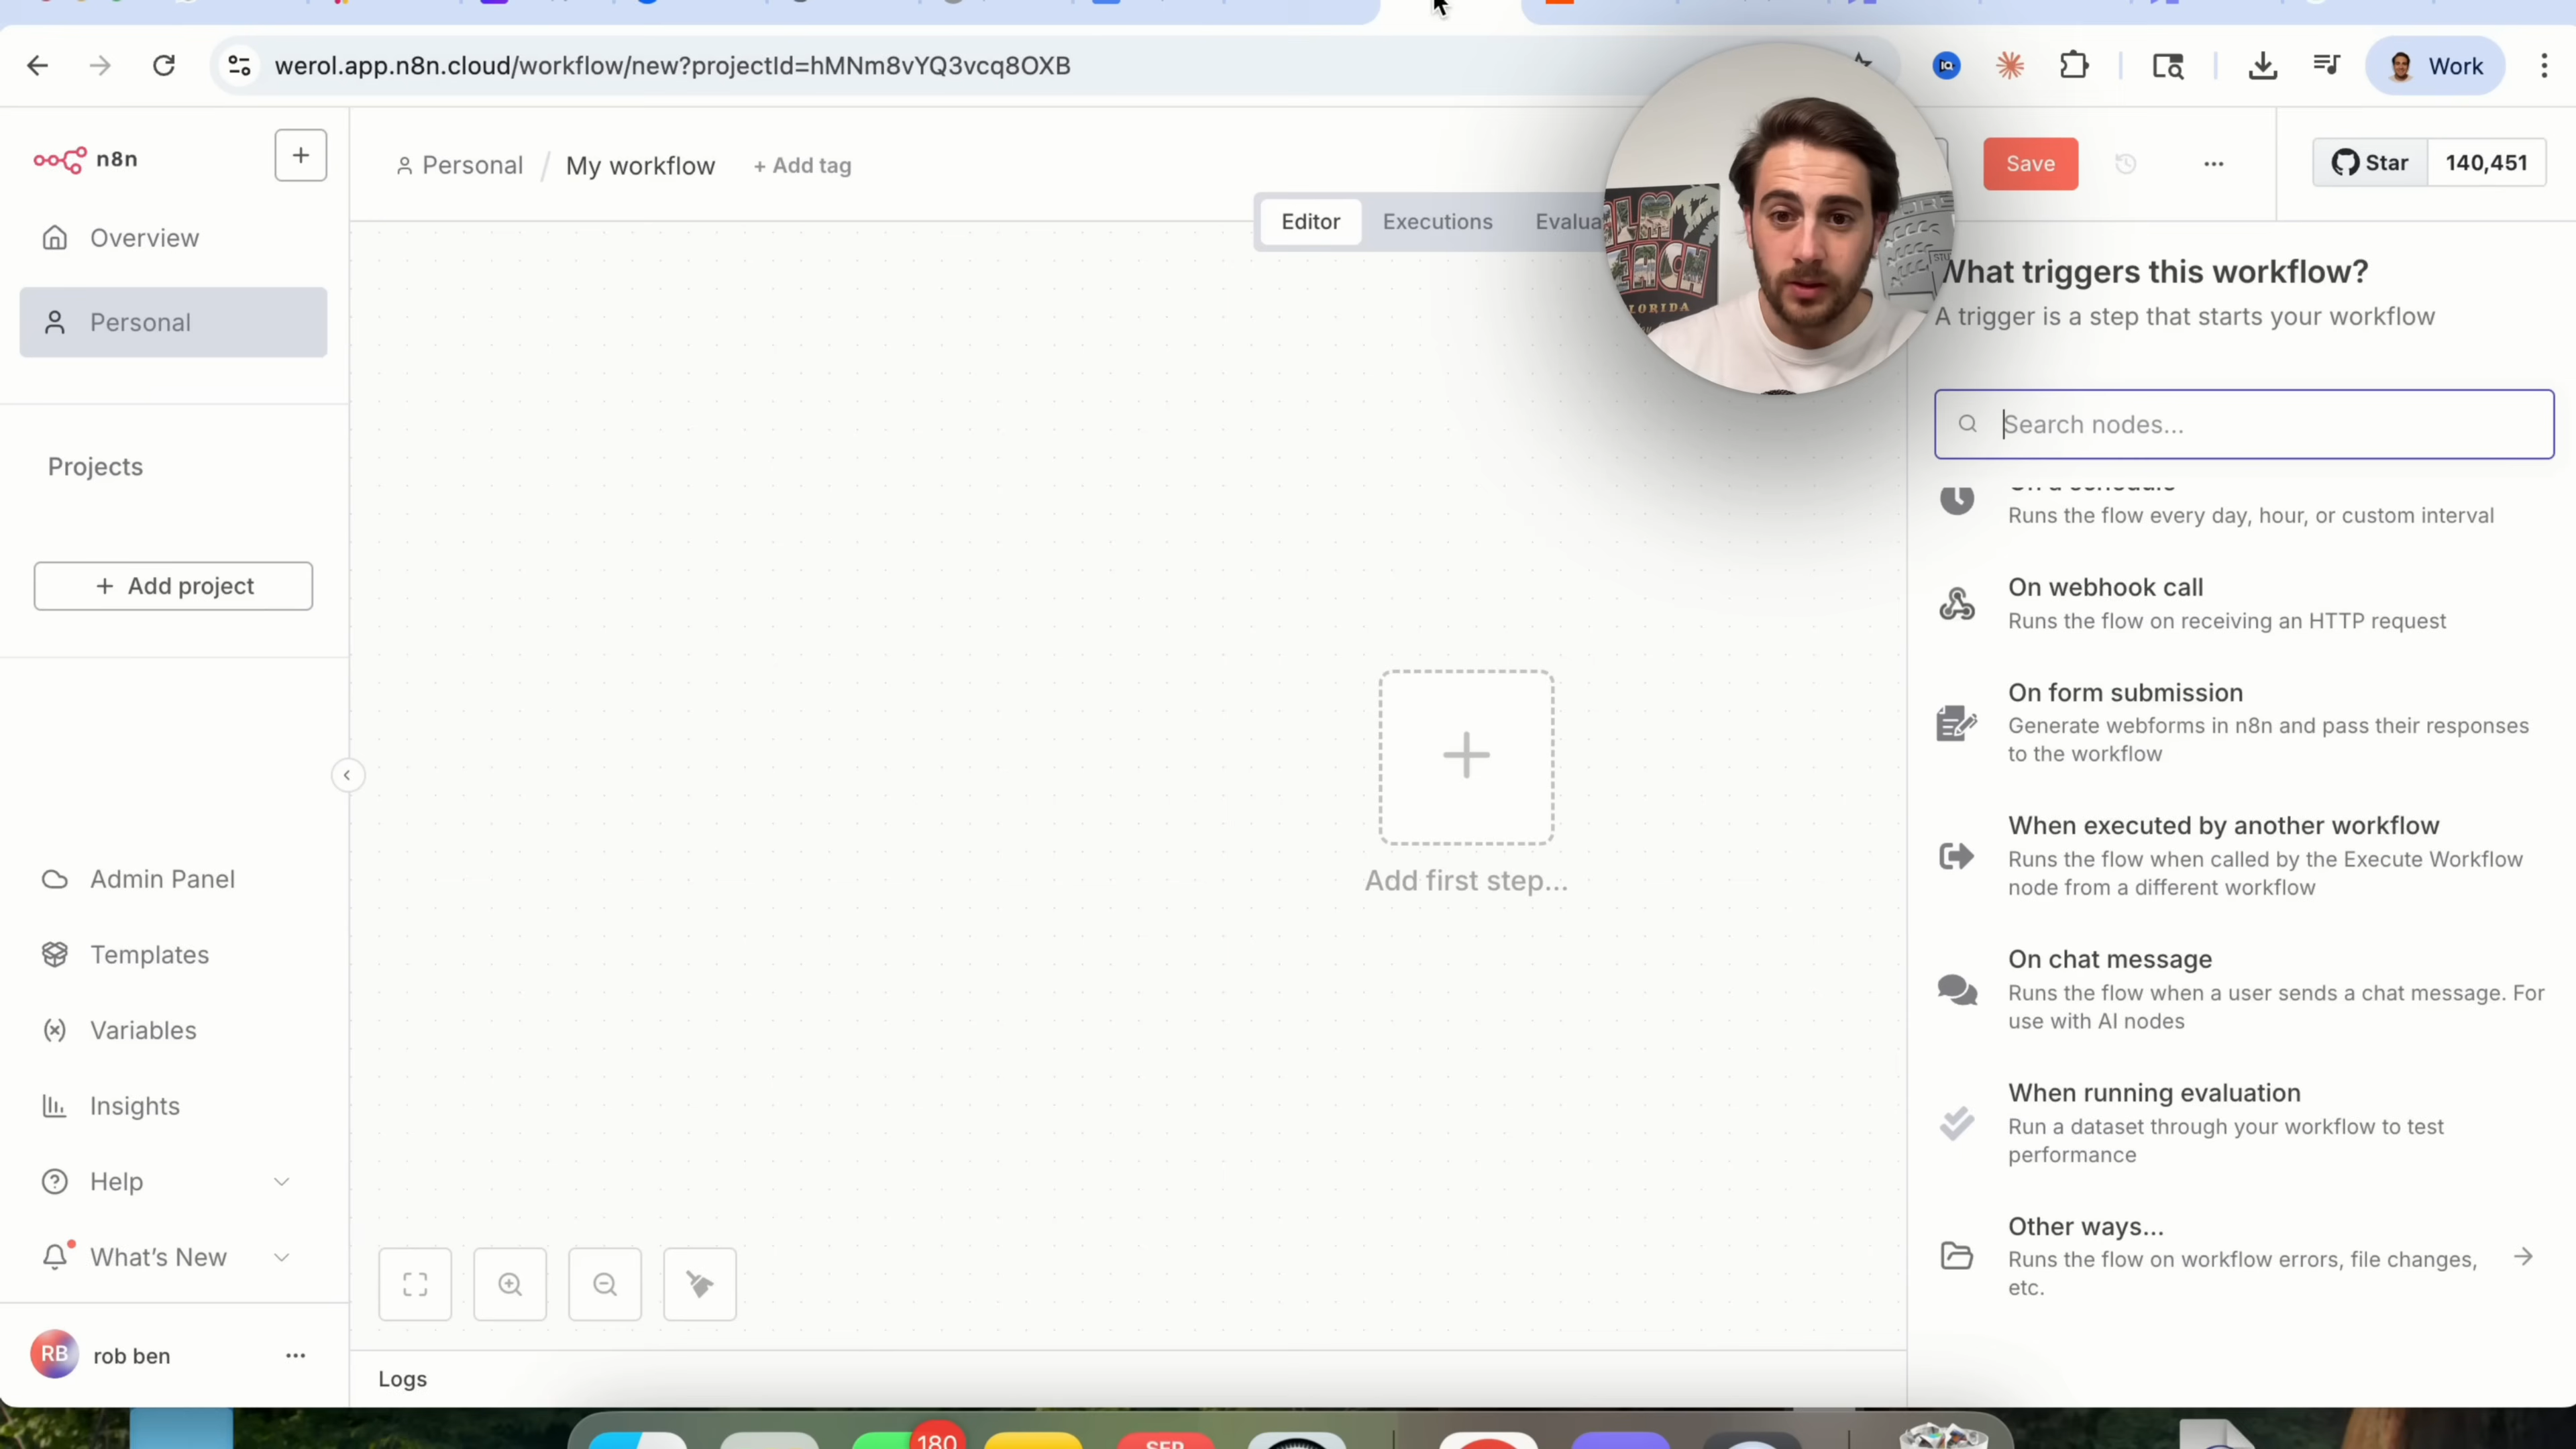 werol.app.n8n.cloud/workflow/new?projectId=hMNm8vYQ3vcq8OXB
Work
n8n
Personal / My workflow + Add tag
Save
Star 140,451
Overview
Editor Executions
Personal
What triggers this workflow?
A trigger is a step that starts your workflow
Search nodes...
Projects
On a schedule
Runs the flow every day, hour, or custom interval
Add project
On webhook call
Runs the flow on receiving an HTTP request
On form submission
Generate webforms in n8n and pass their responses
to the workflow
When executed by another workflow
Runs the flow when called by the Execute Workflow
node from a different workflow
Add first step...
Admin Panel
Templates
On chat message
Runs the flow when a user sends a chat message. For
use with AI nodes
Variables
Insights
When running evaluation
Run a dataset through your workflow to test
performance
Help
What's New
Other ways...
Runs the flow on workflow errors, file changes,
etc.
RB rob ben
Logs
180
SEP
FLORIDA